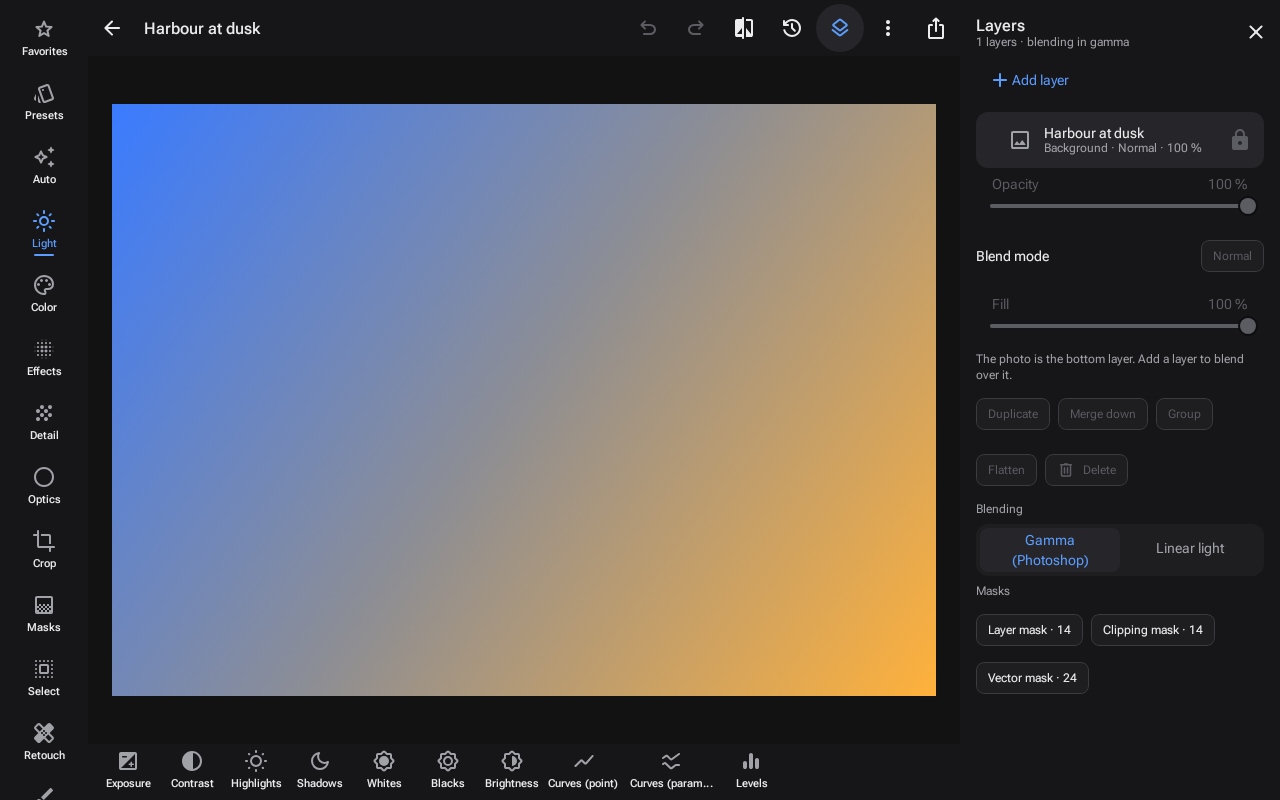 Favorites
Presets
Auto
Light
Color
Effects
Detail
Optics
Crop
Masks
Select
Retouch
Harbour at dusk
Exposure
Contrast
Highlights
Shadows
Whites
Blacks
Brightness
Curves (point)
Curves (param...
Levels
Layers
1 layers · blending in gamma
Add layer
Harbour at dusk
Background · Normal · 100 %
Opacity 100 %
Blend mode Normal
Fill 100 %
The photo is the bottom layer. Add a layer to blend
over it.
Duplicate Merge down Group
Flatten Delete
Blending
Gamma
(Photoshop)
Linear light
Masks
Layer mask · 14 Clipping mask · 14
Vector mask · 24